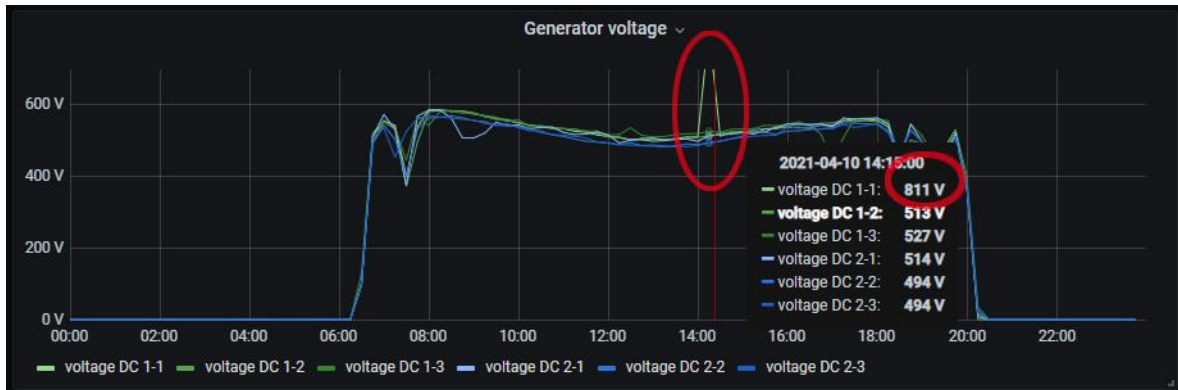 Generator voltage
600 V
400 V
200 V
0 V
2021-04-10 14:15:00
voltage DC 1-1: 811 V
voltage DC 1-2: 513 V
voltage DC 1-3: 527 V
voltage DC 2-1: 514 V
voltage DC 2-2: 494 V
voltage DC 2-3: 494 V
00:00 02:00 04:00 06:00 08:00 10:00 12:00 14:00 16:00 18:00 20:00 22:00
voltage DC 1-1 voltage DC 1-2 voltage DC 1-3 voltage DC 2-1 voltage DC 2-2 voltage DC 2-3